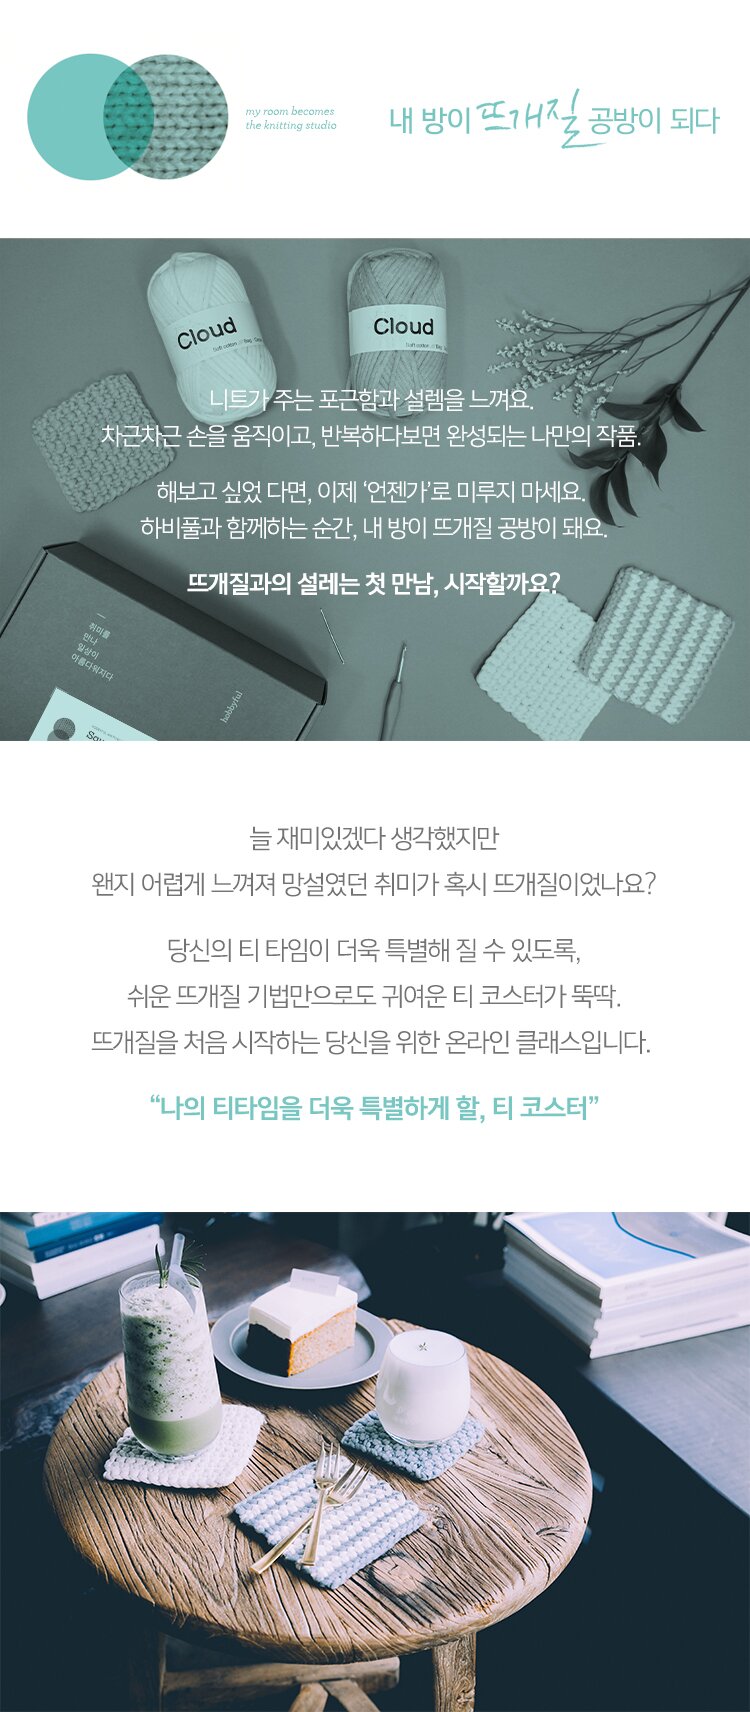 my room becomes
the knitting studio
내 방이 뜨개질 공방이 되다
Cloud
Cloud
니트가 주는 포근함과 설렘을 느껴요.
차근차근 손을 움직이고, 반복하다보면 완성되는 나만의 작품.
해보고 싶었 다면, 이제 ‘언젠가’로 미루지 마세요.
하비풀과 함께하는 순간, 내 방이 뜨개질 공방이 돼요.
뜨개질과의 설레는 첫 만남, 시작할까요?
취미를
만나
일상이
아름다워지다
hobbyful
늘 재미있겠다 생각했지만
왠지 어렵게 느껴져 망설였던 취미가 혹시 뜨개질이었나요?
당신의 티 타임이 더욱 특별해 질 수 있도록,
쉬운 뜨개질 기법만으로도 귀여운 티 코스터가 뚝딱.
뜨개질을 처음 시작하는 당신을 위한 온라인 클래스입니다.
“나의 티타임을 더욱 특별하게 할, 티 코스터”